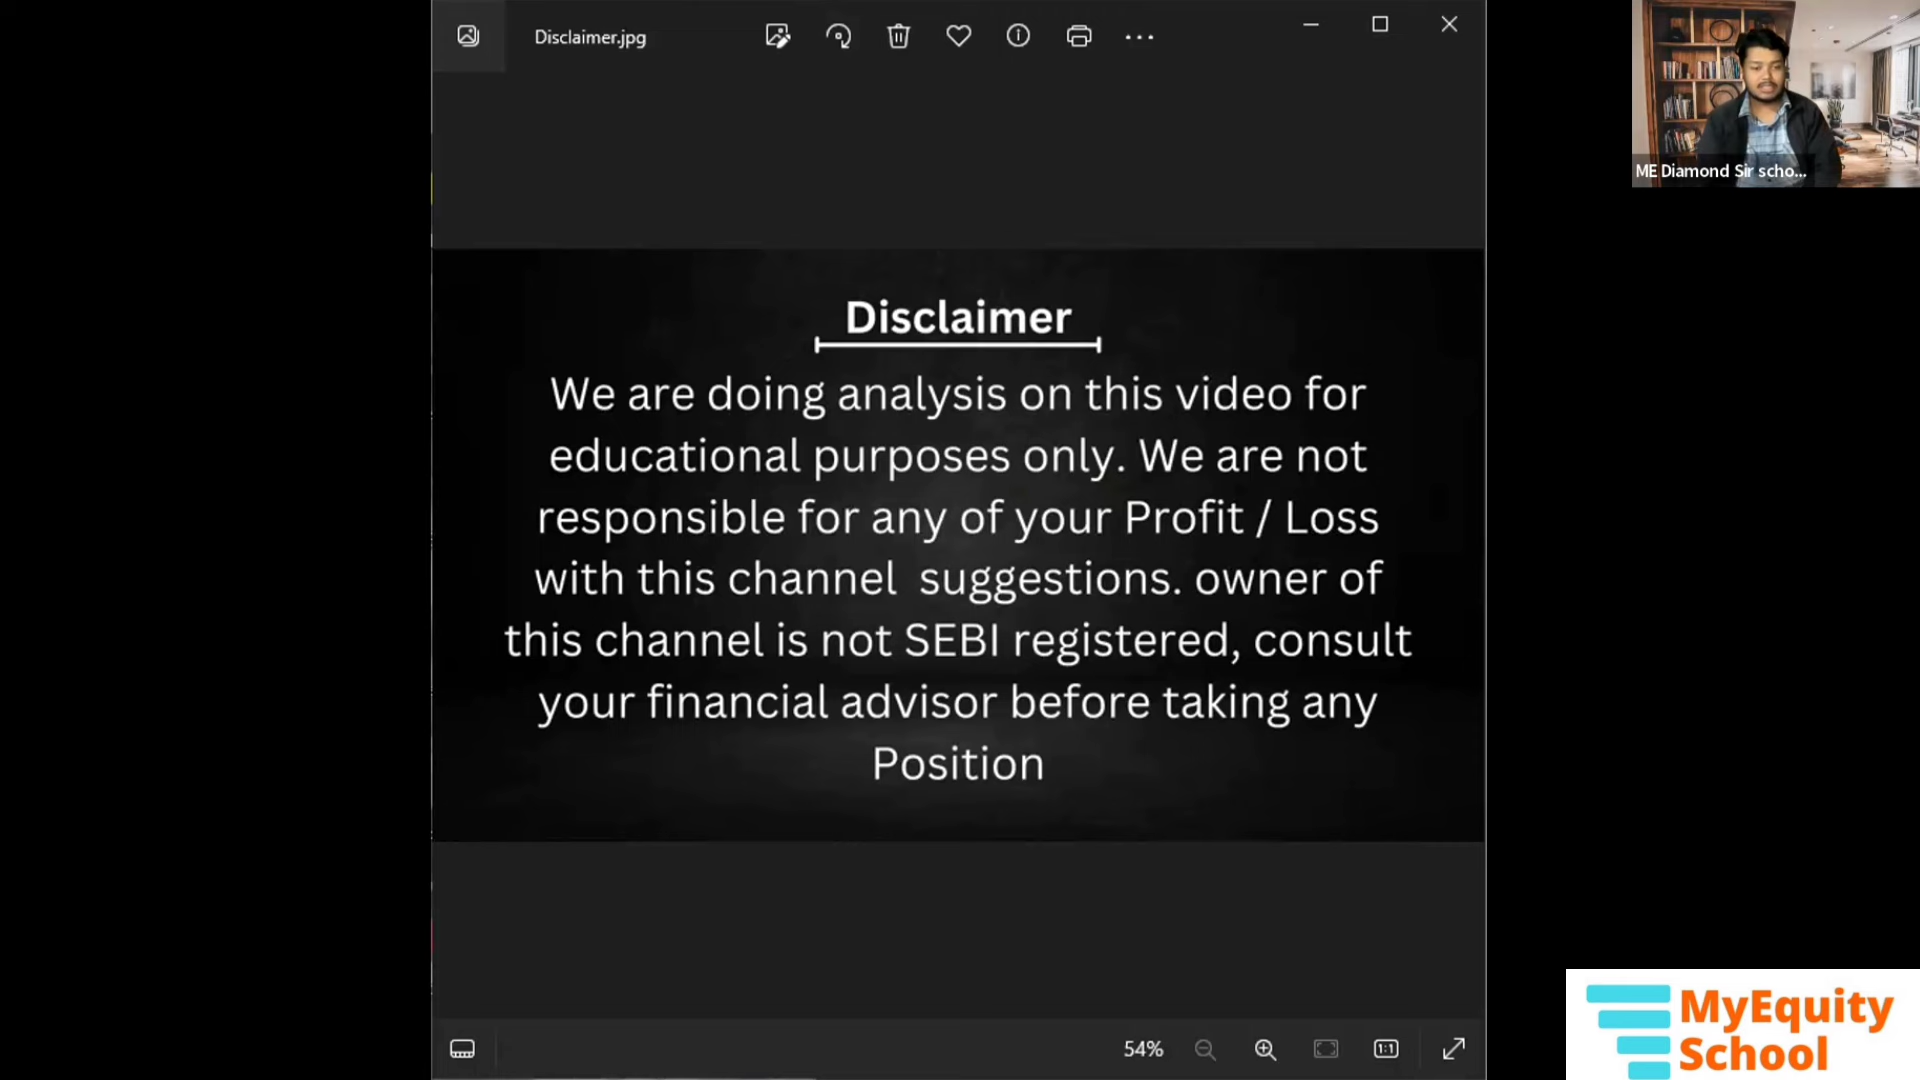 Disclaimer.jpg
ME Diamond Sir scho...
Disclaimer
We are doing analysis on this video for
educational purposes only. We are not
responsible for any of your Profit / Loss
with this channel  suggestions. owner of
this channel is not SEBI registered, consult
your financial advisor before taking any
Position
54%
1:1
MyEquity
School